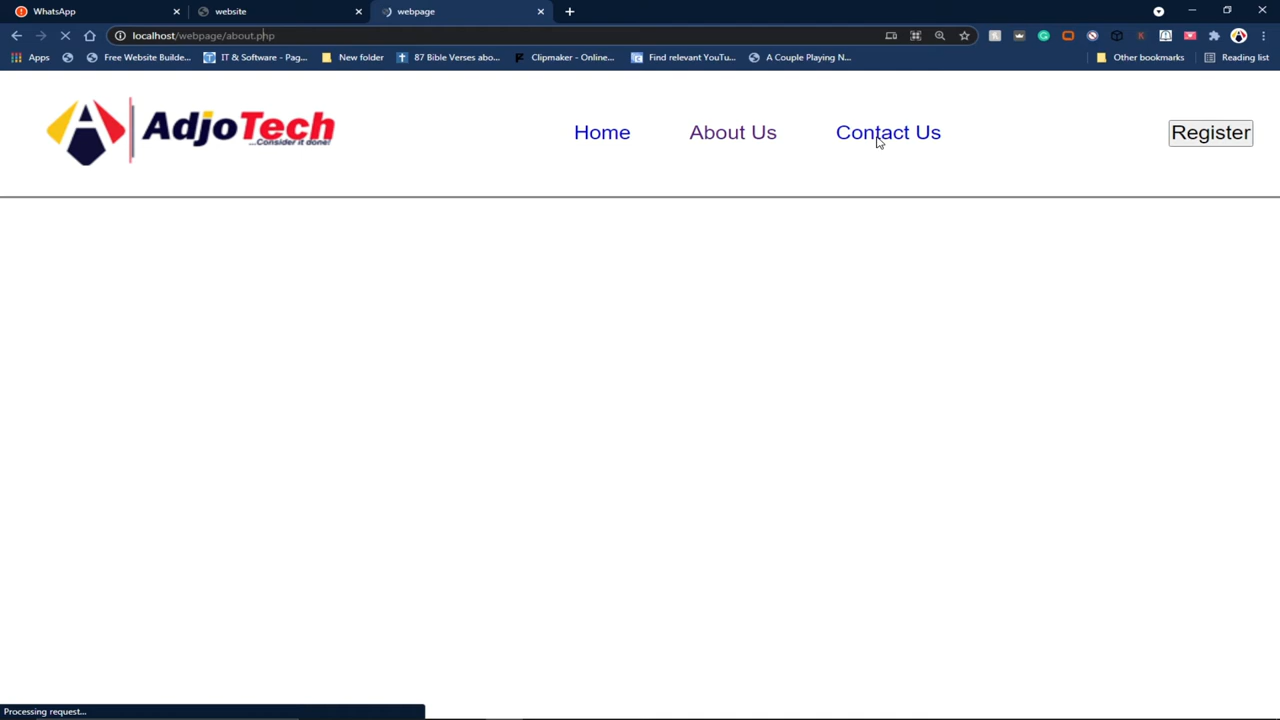 WhatsApp
website
webpage
localhost/webpage/about.php
Apps
Free Website Builde...
IT & Software - Pag...
New folder
87 Bible Verses abo...
Clipmaker - Online...
Find relevant YouTu...
A Couple Playing N...
Other bookmarks
Reading list
AdjoTech
...Consider it done!
Home
About Us
Contact Us
Register
Processing request...